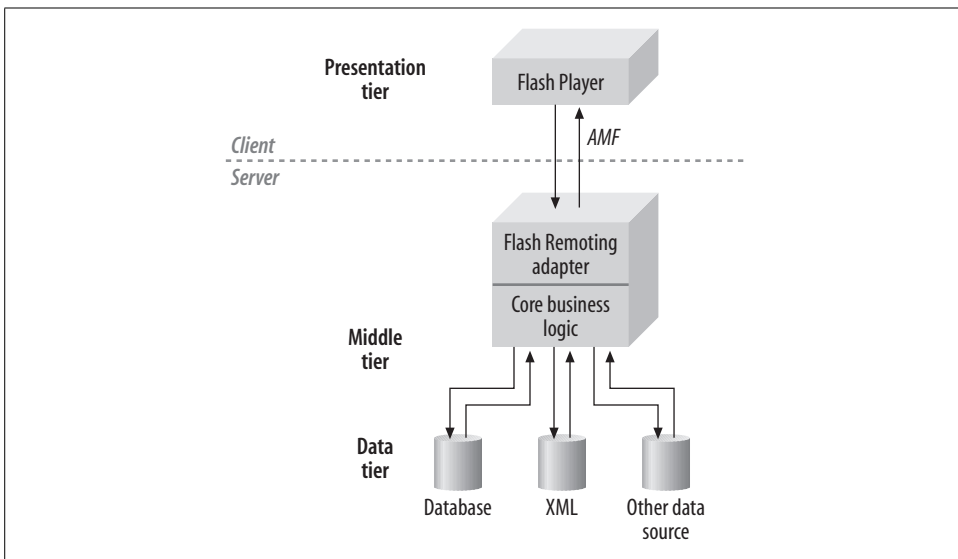 Presentation
tier
Flash Player
AMF
Client
Server
Flash Remoting
adapter
Core business
logic
Middle
tier
Data
tier
Database
XML
Other data
source